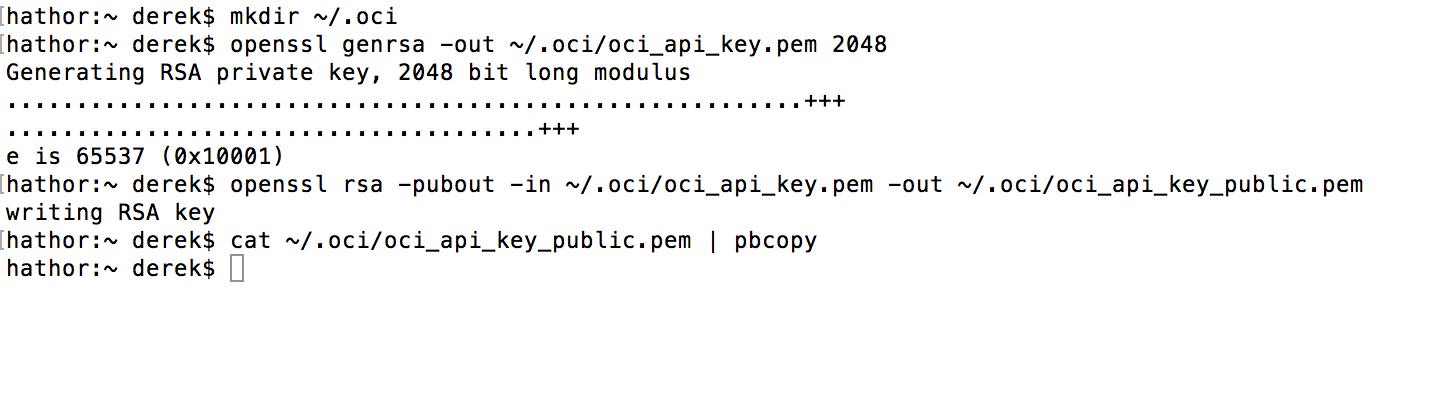 [hathor:~ derek$ mkdir ~/.oci
[hathor:~ derek$ openssl genrsa -out ~/.oci/oci_api_key.pem 2048
Generating RSA private key, 2048 bit long modulus
.........................................................+++
......................................+++
e is 65537 (0x10001)
[hathor:~ derek$ openssl rsa -pubout -in ~/.oci/oci_api_key.pem -out ~/.oci/oci_api_key_public.pem
writing RSA key
[hathor:~ derek$ cat ~/.oci/oci_api_key_public.pem | pbcopy
hathor:~ derek$